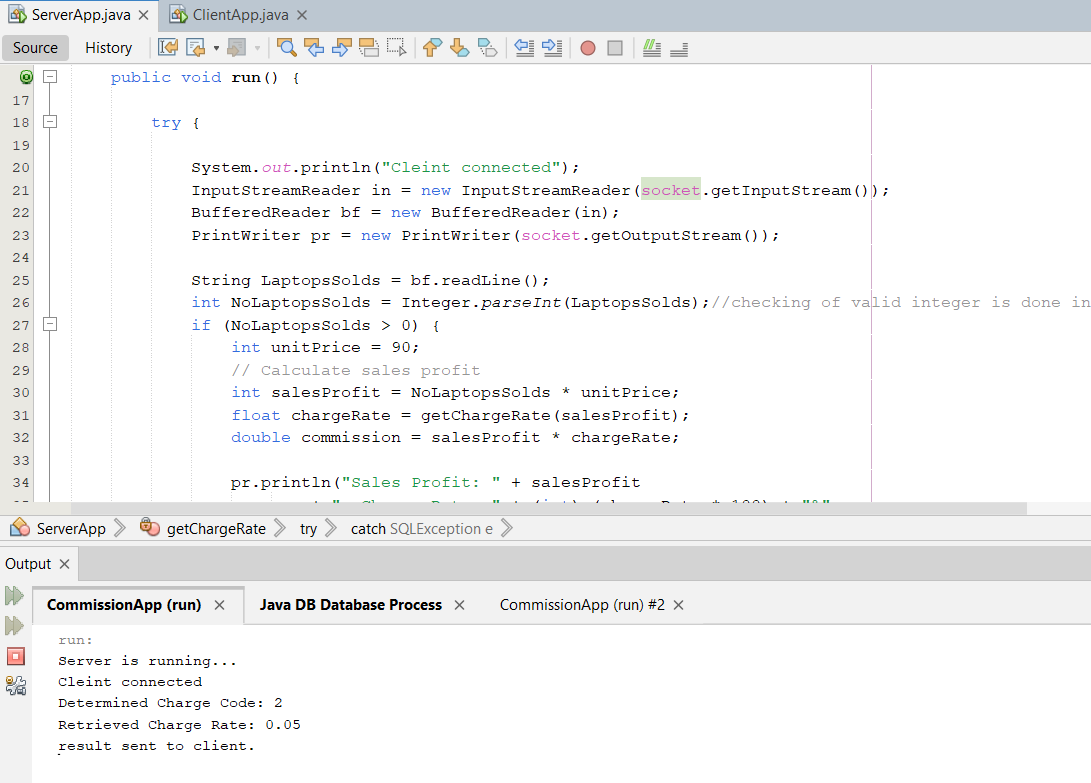 ServerApp.java ClientApp.java
Source History
public void run() {
17
18 try {
19
20 System.out.println("Cleint connected");
21 InputStreamReader in = new InputStreamReader(socket.getInputStream());
22 BufferedReader bf = new BufferedReader(in);
23 PrintWriter pr = new PrintWriter(socket.getOutputStream());
24
25 String LaptopsSolds = bf.readLine();
26 int NoLaptopsSolds = Integer.parseInt(LaptopsSolds);//checking of valid integer is done in
27 if (NoLaptopsSolds > 0) {
28 int unitPrice = 90;
29 // Calculate sales profit
30 int salesProfit = NoLaptopsSolds * unitPrice;
31 float chargeRate = getChargeRate(salesProfit);
32 double commission = salesProfit * chargeRate;
33
34 pr.println("Sales Profit: " + salesProfit
ServerApp getChargeRate try catch SQLException e
Output
CommissionApp (run) Java DB Database Process CommissionApp (run) #2
run:
Server is running...
Cleint connected
Determined Charge Code: 2
Retrieved Charge Rate: 0.05
result sent to client.